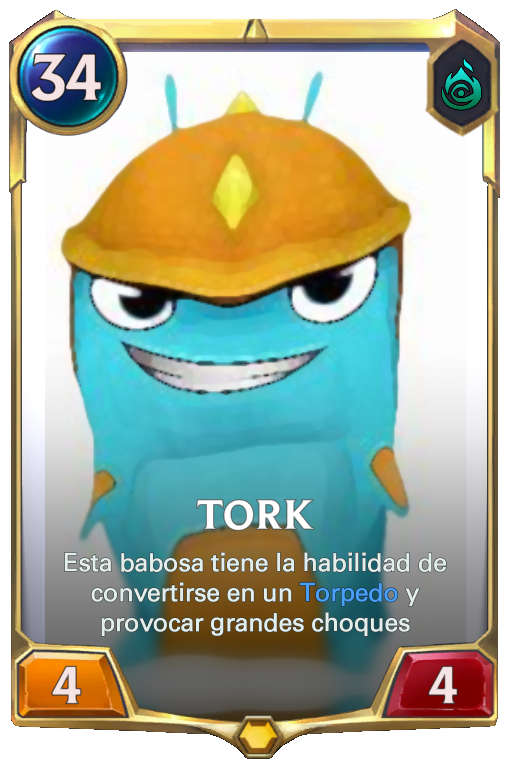 34
TORK
Esta babosa tiene la habilidad de
convertirse en un Torpedo y
provocar grandes choques
4 4